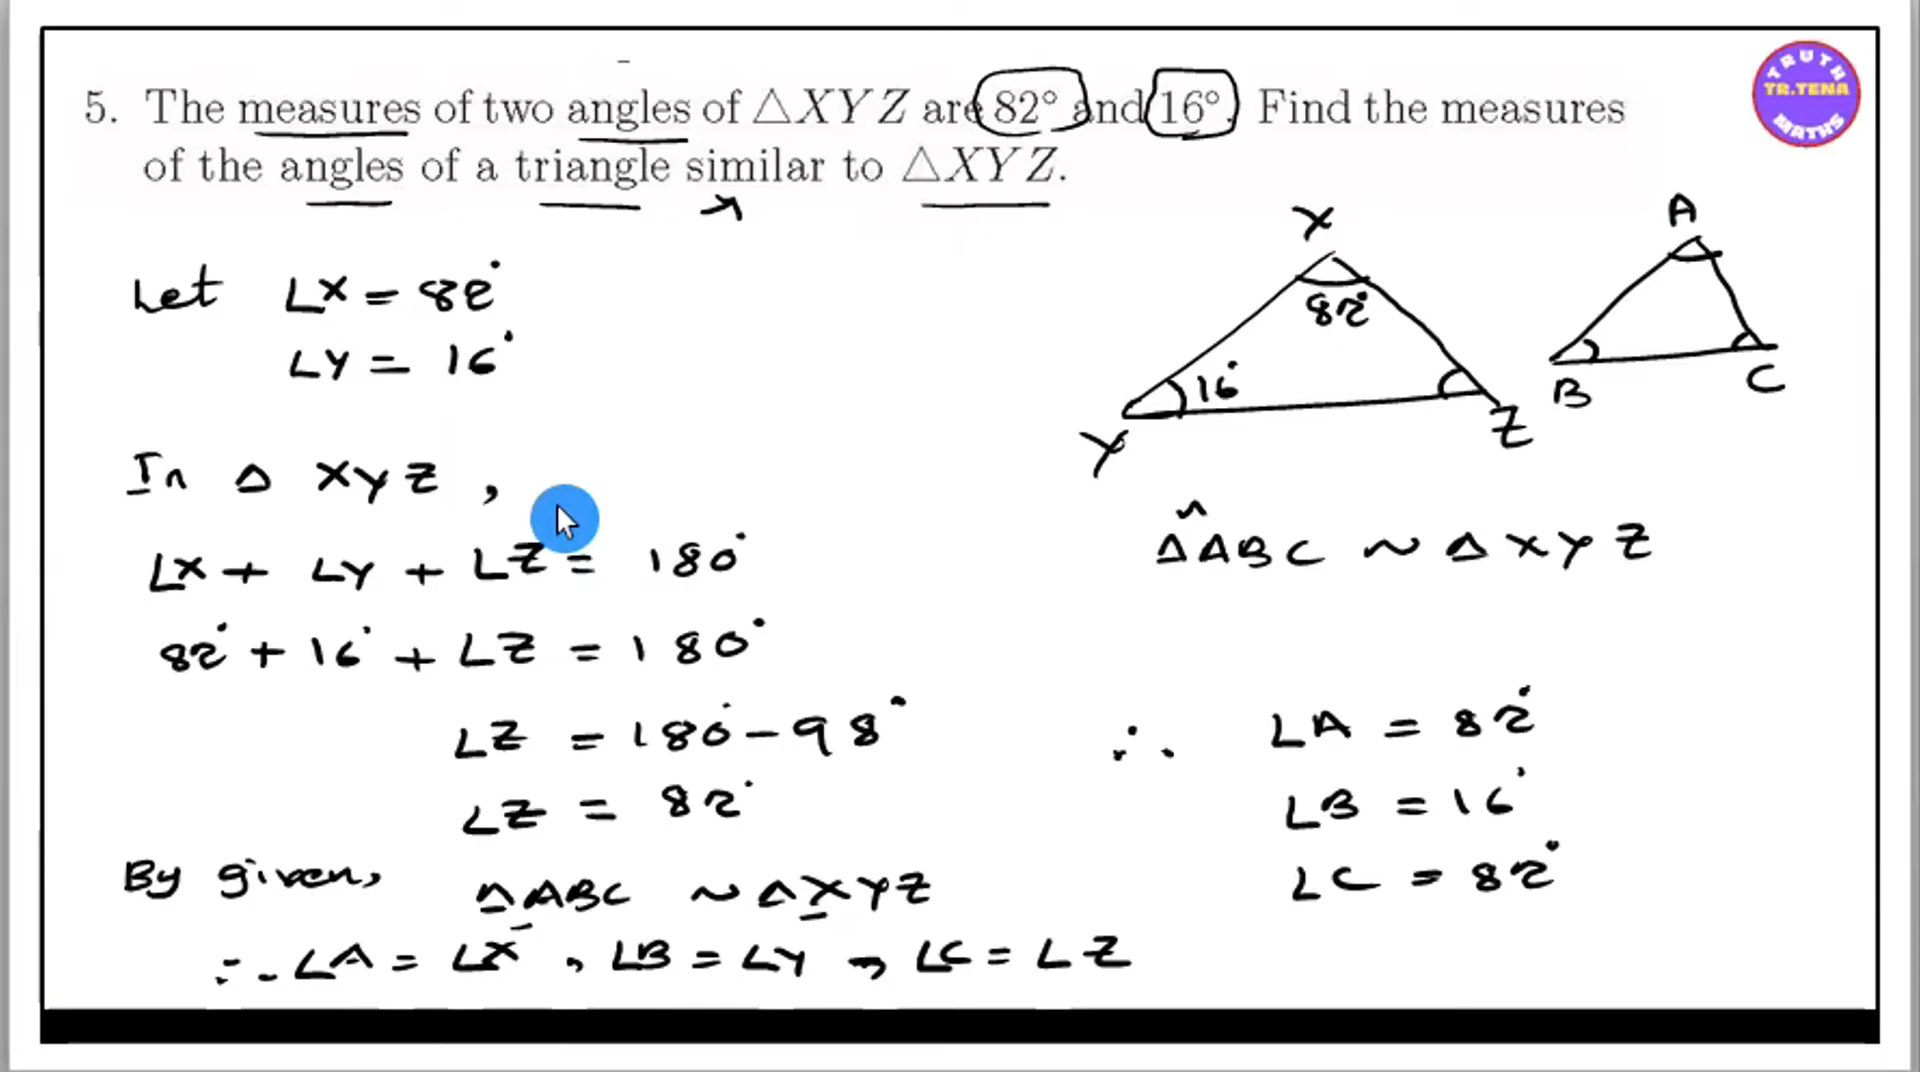 5. The measures of two angles of △XYZ are 82° and 16°. Find the measures
of the angles of a triangle similar to △XYZ.
TRUTH
TR.TENA
MATHS
Let ∠X = 82°
∠Y = 16°
X
82°
16°
Y
Z
A
B
C
In △ XYZ,
∠X + ∠Y + ∠Z = 180°
82° + 16° + ∠Z = 180°
∠Z = 180° - 98°
∠Z = 82°
By given, △ABC ~ △XYZ
∴ ∠A = ∠X, ∠B = ∠Y, ∠C = ∠Z
△ABC ~ △XYZ
∴ ∠A = 82°
∠B = 16°
∠C = 82°